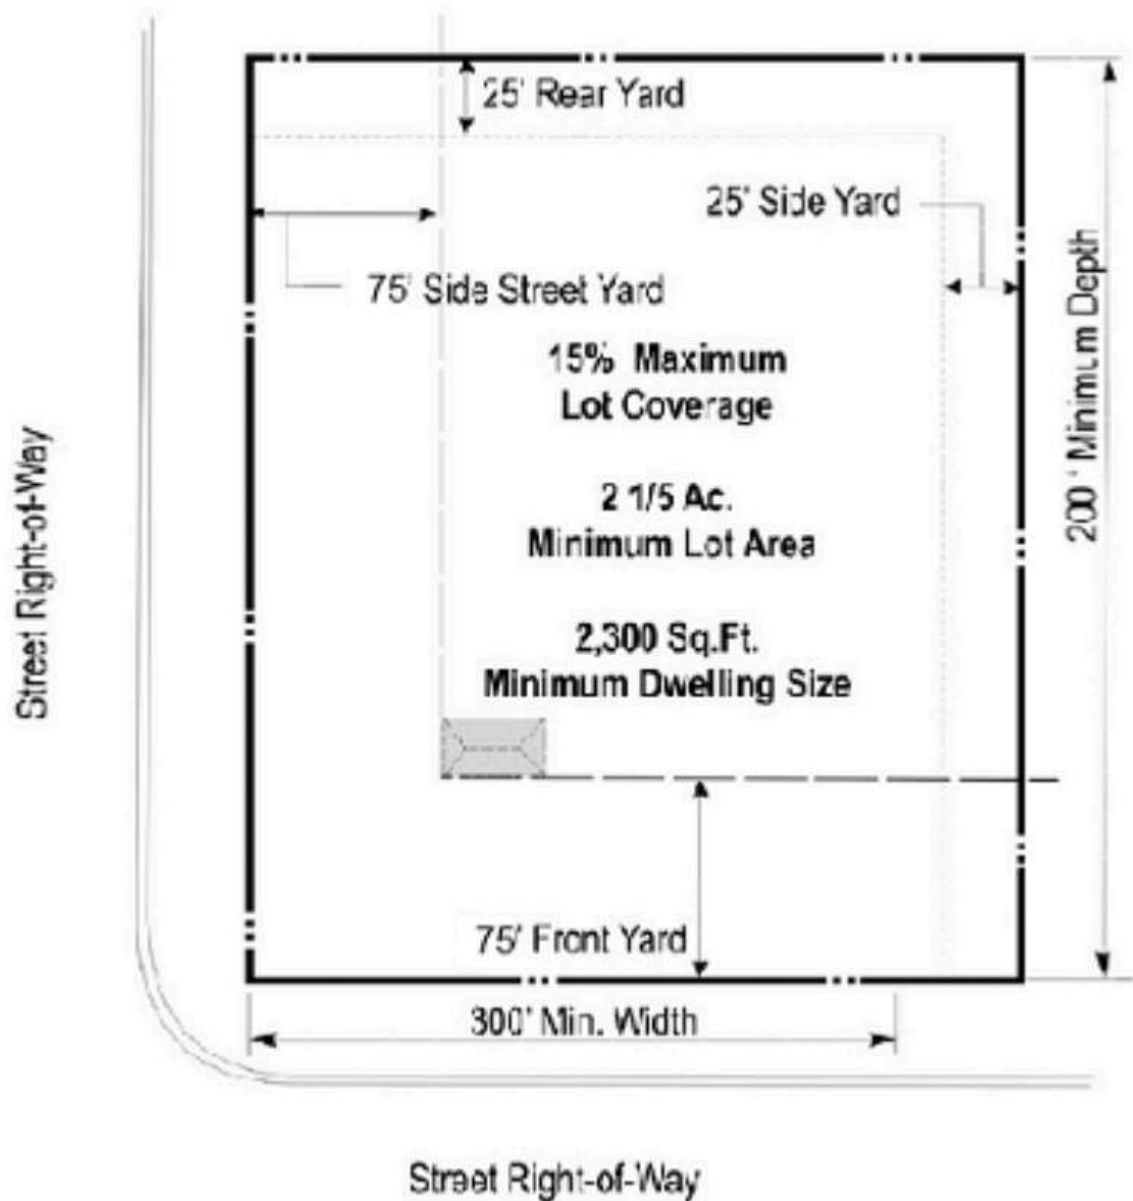 25' Rear Yard
25' Side Yard
75' Side Street Yard
15% Maximum
Lot Coverage
2 1/5 Ac.
Minimum Lot Area
2,300 Sq.Ft.
Minimum Dwelling Size
75' Front Yard
300' Min. Width
200' Minimum Depth
Street Right-of-Way
Street Right-of-Way